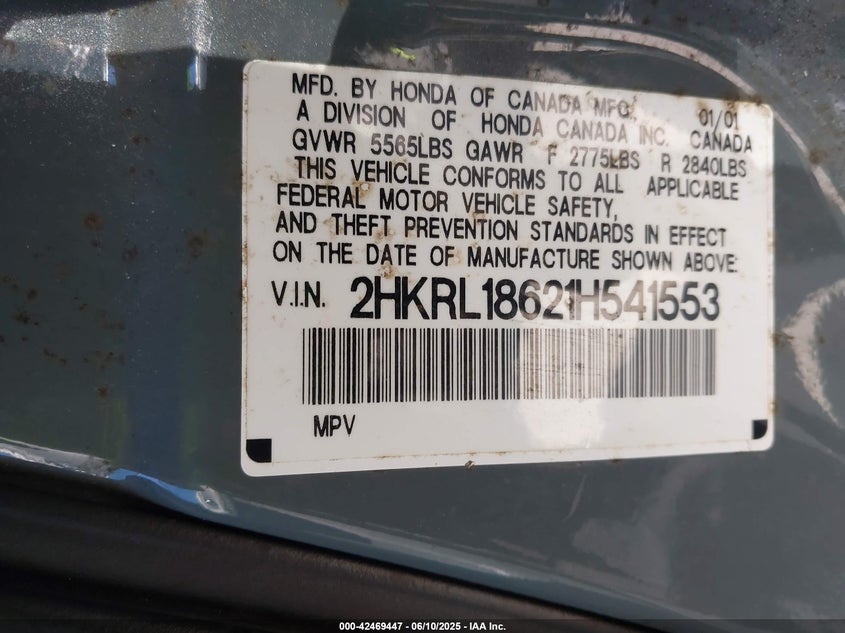 MFD. BY HONDA OF CANADA MFG., 01/01
A DIVISION OF HONDA CANADA INC. CANADA
GVWR 5565LBS GAWR F 2775LBS R 2840LBS
THIS VEHICLE CONFORMS TO ALL APPLICABLE
FEDERAL MOTOR VEHICLE SAFETY,
AND THEFT PREVENTION STANDARDS IN EFFECT
ON THE DATE OF MANUFACTURE SHOWN ABOVE:
V.I.N. 2HKRL18621H541553
MPV
000-42469447 - 06/10/2025 - IAA Inc.